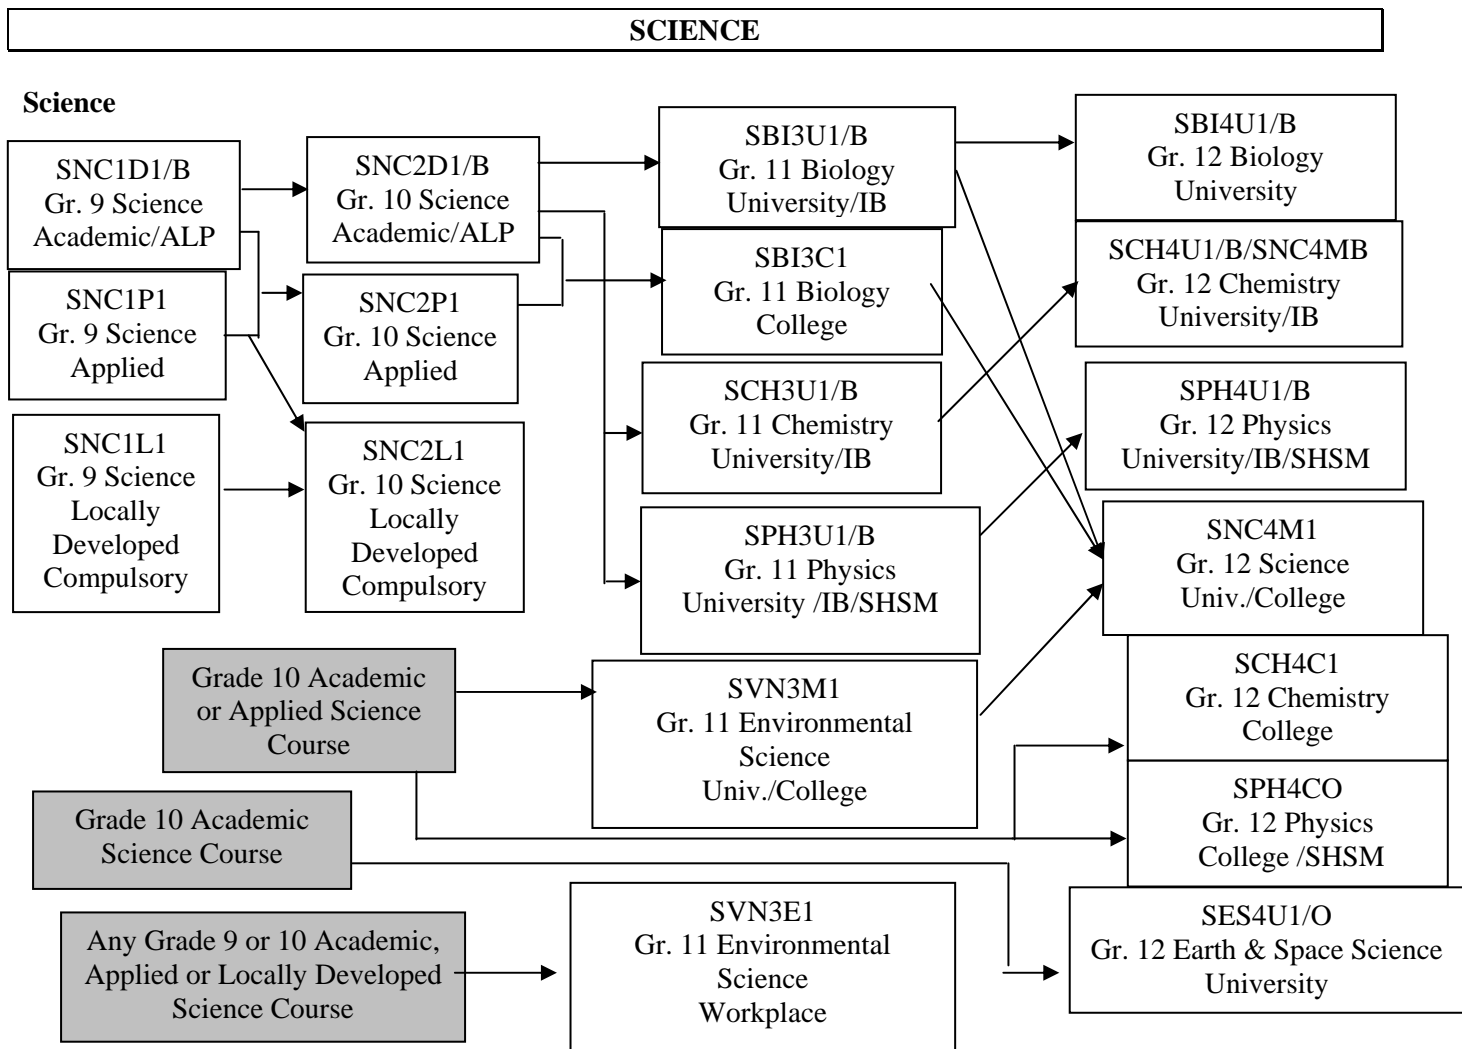 SCIENCE
Science
SNC1D1/B
Gr. 9 Science
Academic/ALP
SNC1P1
Gr. 9 Science
Applied
SNC1L1
Gr. 9 Science
Locally
Developed
Compulsory
SNC2D1/B
Gr. 10 Science
Academic/ALP
SNC2P1
Gr. 10 Science
Applied
SNC2L1
Gr. 10 Science
Locally
Developed
Compulsory
SBI3U1/B
Gr. 11 Biology
University/IB
SBI3C1
Gr. 11 Biology
College
SCH3U1/B
Gr. 11 Chemistry
University/IB
SPH3U1/B
Gr. 11 Physics
University /IB/SHSM
SBI4U1/B
Gr. 12 Biology
University
SCH4U1/B/SNC4MB
Gr. 12 Chemistry
University/IB
SPH4U1/B
Gr. 12 Physics
University/IB/SHSM
SNC4M1
Gr. 12 Science
Univ./College
Grade 10 Academic
or Applied Science
Course
SVN3M1
Gr. 11 Environmental
Science
Univ./College
SCH4C1
Gr. 12 Chemistry
College
SPH4CO
Gr. 12 Physics
College /SHSM
Grade 10 Academic
Science Course
SES4U1/O
Gr. 12 Earth & Space Science
University
Any Grade 9 or 10 Academic,
Applied or Locally Developed
Science Course
SVN3E1
Gr. 11 Environmental
Science
Workplace